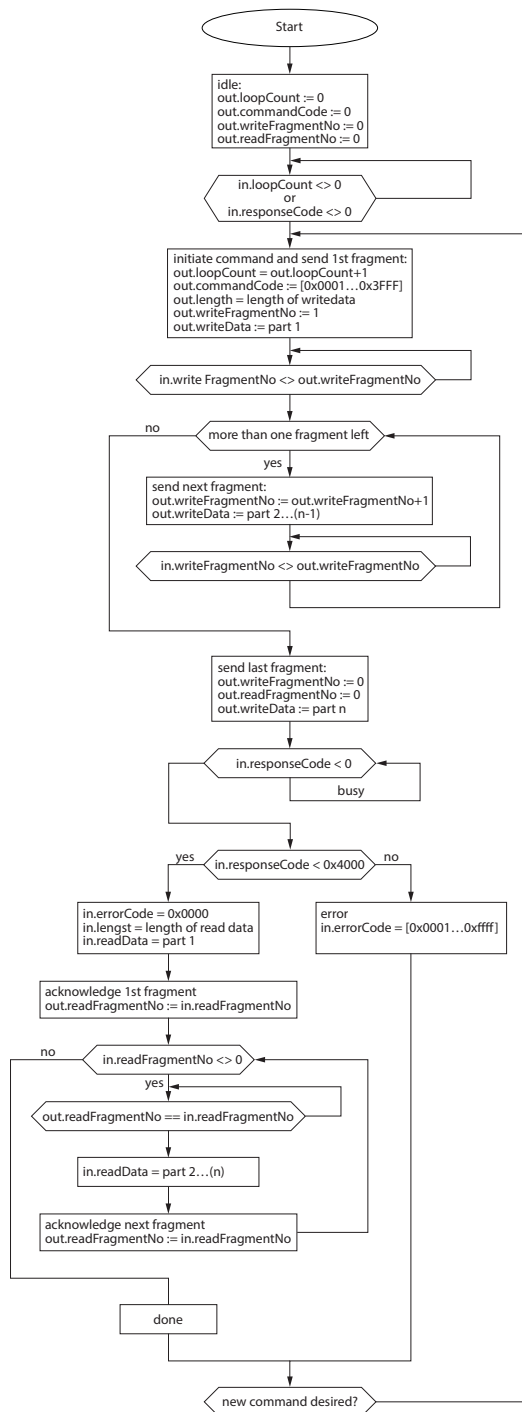 Start
idle:
out.loopCount := 0
out.commandCode := 0
out.writeFragmentNo := 0
out.readFragmentNo := 0
in.loopCount <> 0
or
in.responseCode <> 0
initiate command and send 1st fragment:
out.loopCount = out.loopCount+1
out.commandCode := [0x0001…0x3FFF]
out.length = length of writedata
out.writeFragmentNo := 1
out.writeData := part 1
in.write FragmentNo <> out.writeFragmentNo
no
more than one fragment left
yes
send next fragment:
out.writeFragmentNo := out.writeFragmentNo+1
out.writeData := part 2…(n-1)
in.writeFragmentNo <> out.writeFragmentNo
send last fragment:
out.writeFragmentNo := 0
out.readFragmentNo := 0
out.writeData := part n
in.responseCode < 0
busy
yes
in.responseCode < 0x4000
no
in.errorCode = 0x0000
in.lengst = length of read data
in.readData = part 1
error
in.errorCode = [0x0001…0xffff]
acknowledge 1st fragment
out.readFragmentNo := in.readFragmentNo
no
in.readFragmentNo <> 0
yes
out.readFragmentNo == in.readFragmentNo
in.readData = part 2…(n)
acknowledge next fragment
out.readFragmentNo := in.readFragmentNo
done
new command desired?